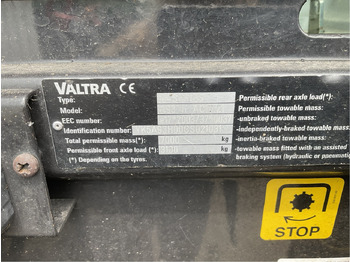 VALTRA CE
Type:
Model:
EEC number:
Identification number:
Total permissible mass(*): kg
Permissible front axle load (*): kg
(*) Depending on the tyres.
Permissible rear axle load(*):
Permissible towable mass:
-unbraked towable mass:
-independently-braked towable mass:
-inertia-braked towable mass:
-towable mass fitted with an assisted
braking system (hydraulic or pneumatic
STOP